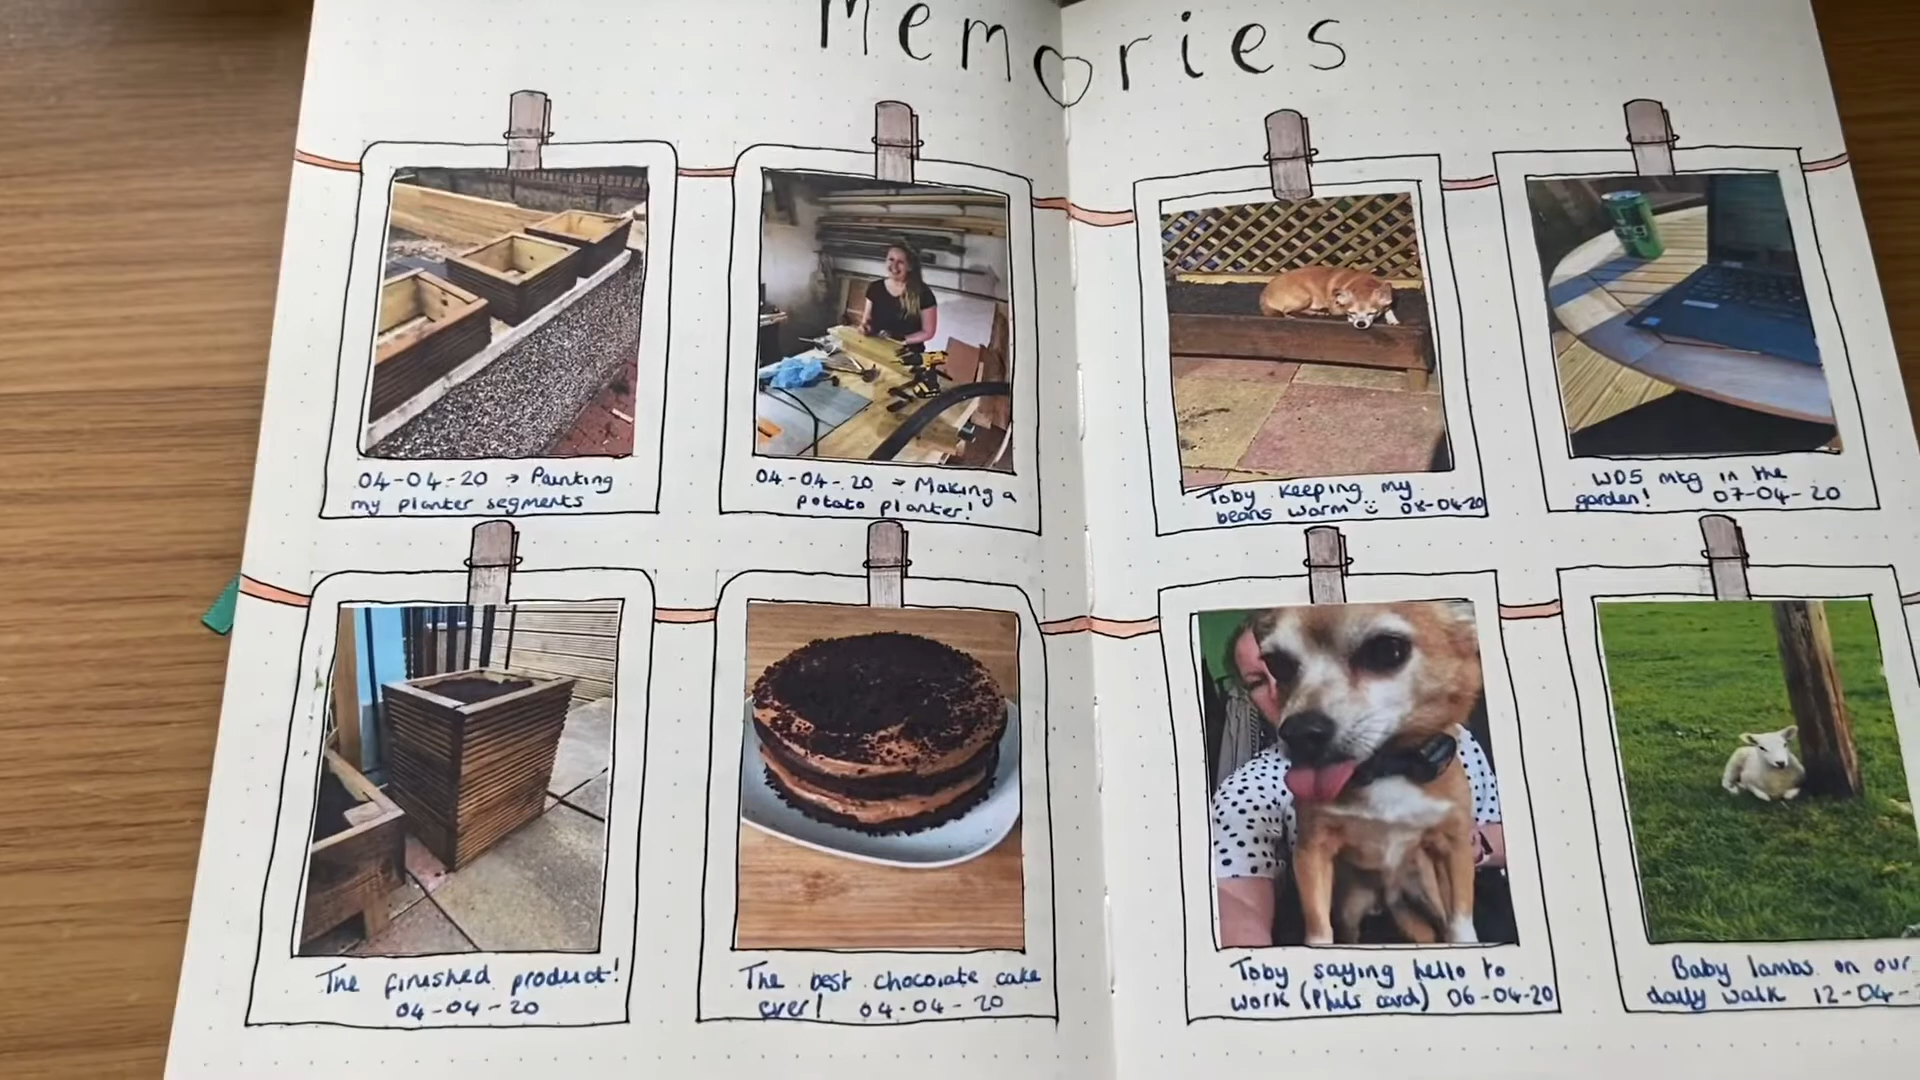 Memories
04-04-20 → Painting
my planter segments
04-04-20 → Making a
potato planter!
Toby keeping my
beans warm 08-04-20
WDS mtg in the
garden! 07-04-20
The finished product!
04-04-20
The best chocolate cake
ever! 04-04-20
Toby saying hello to
work (Phils card) 06-04-20
Baby lambs on our
daily walk 12-04-